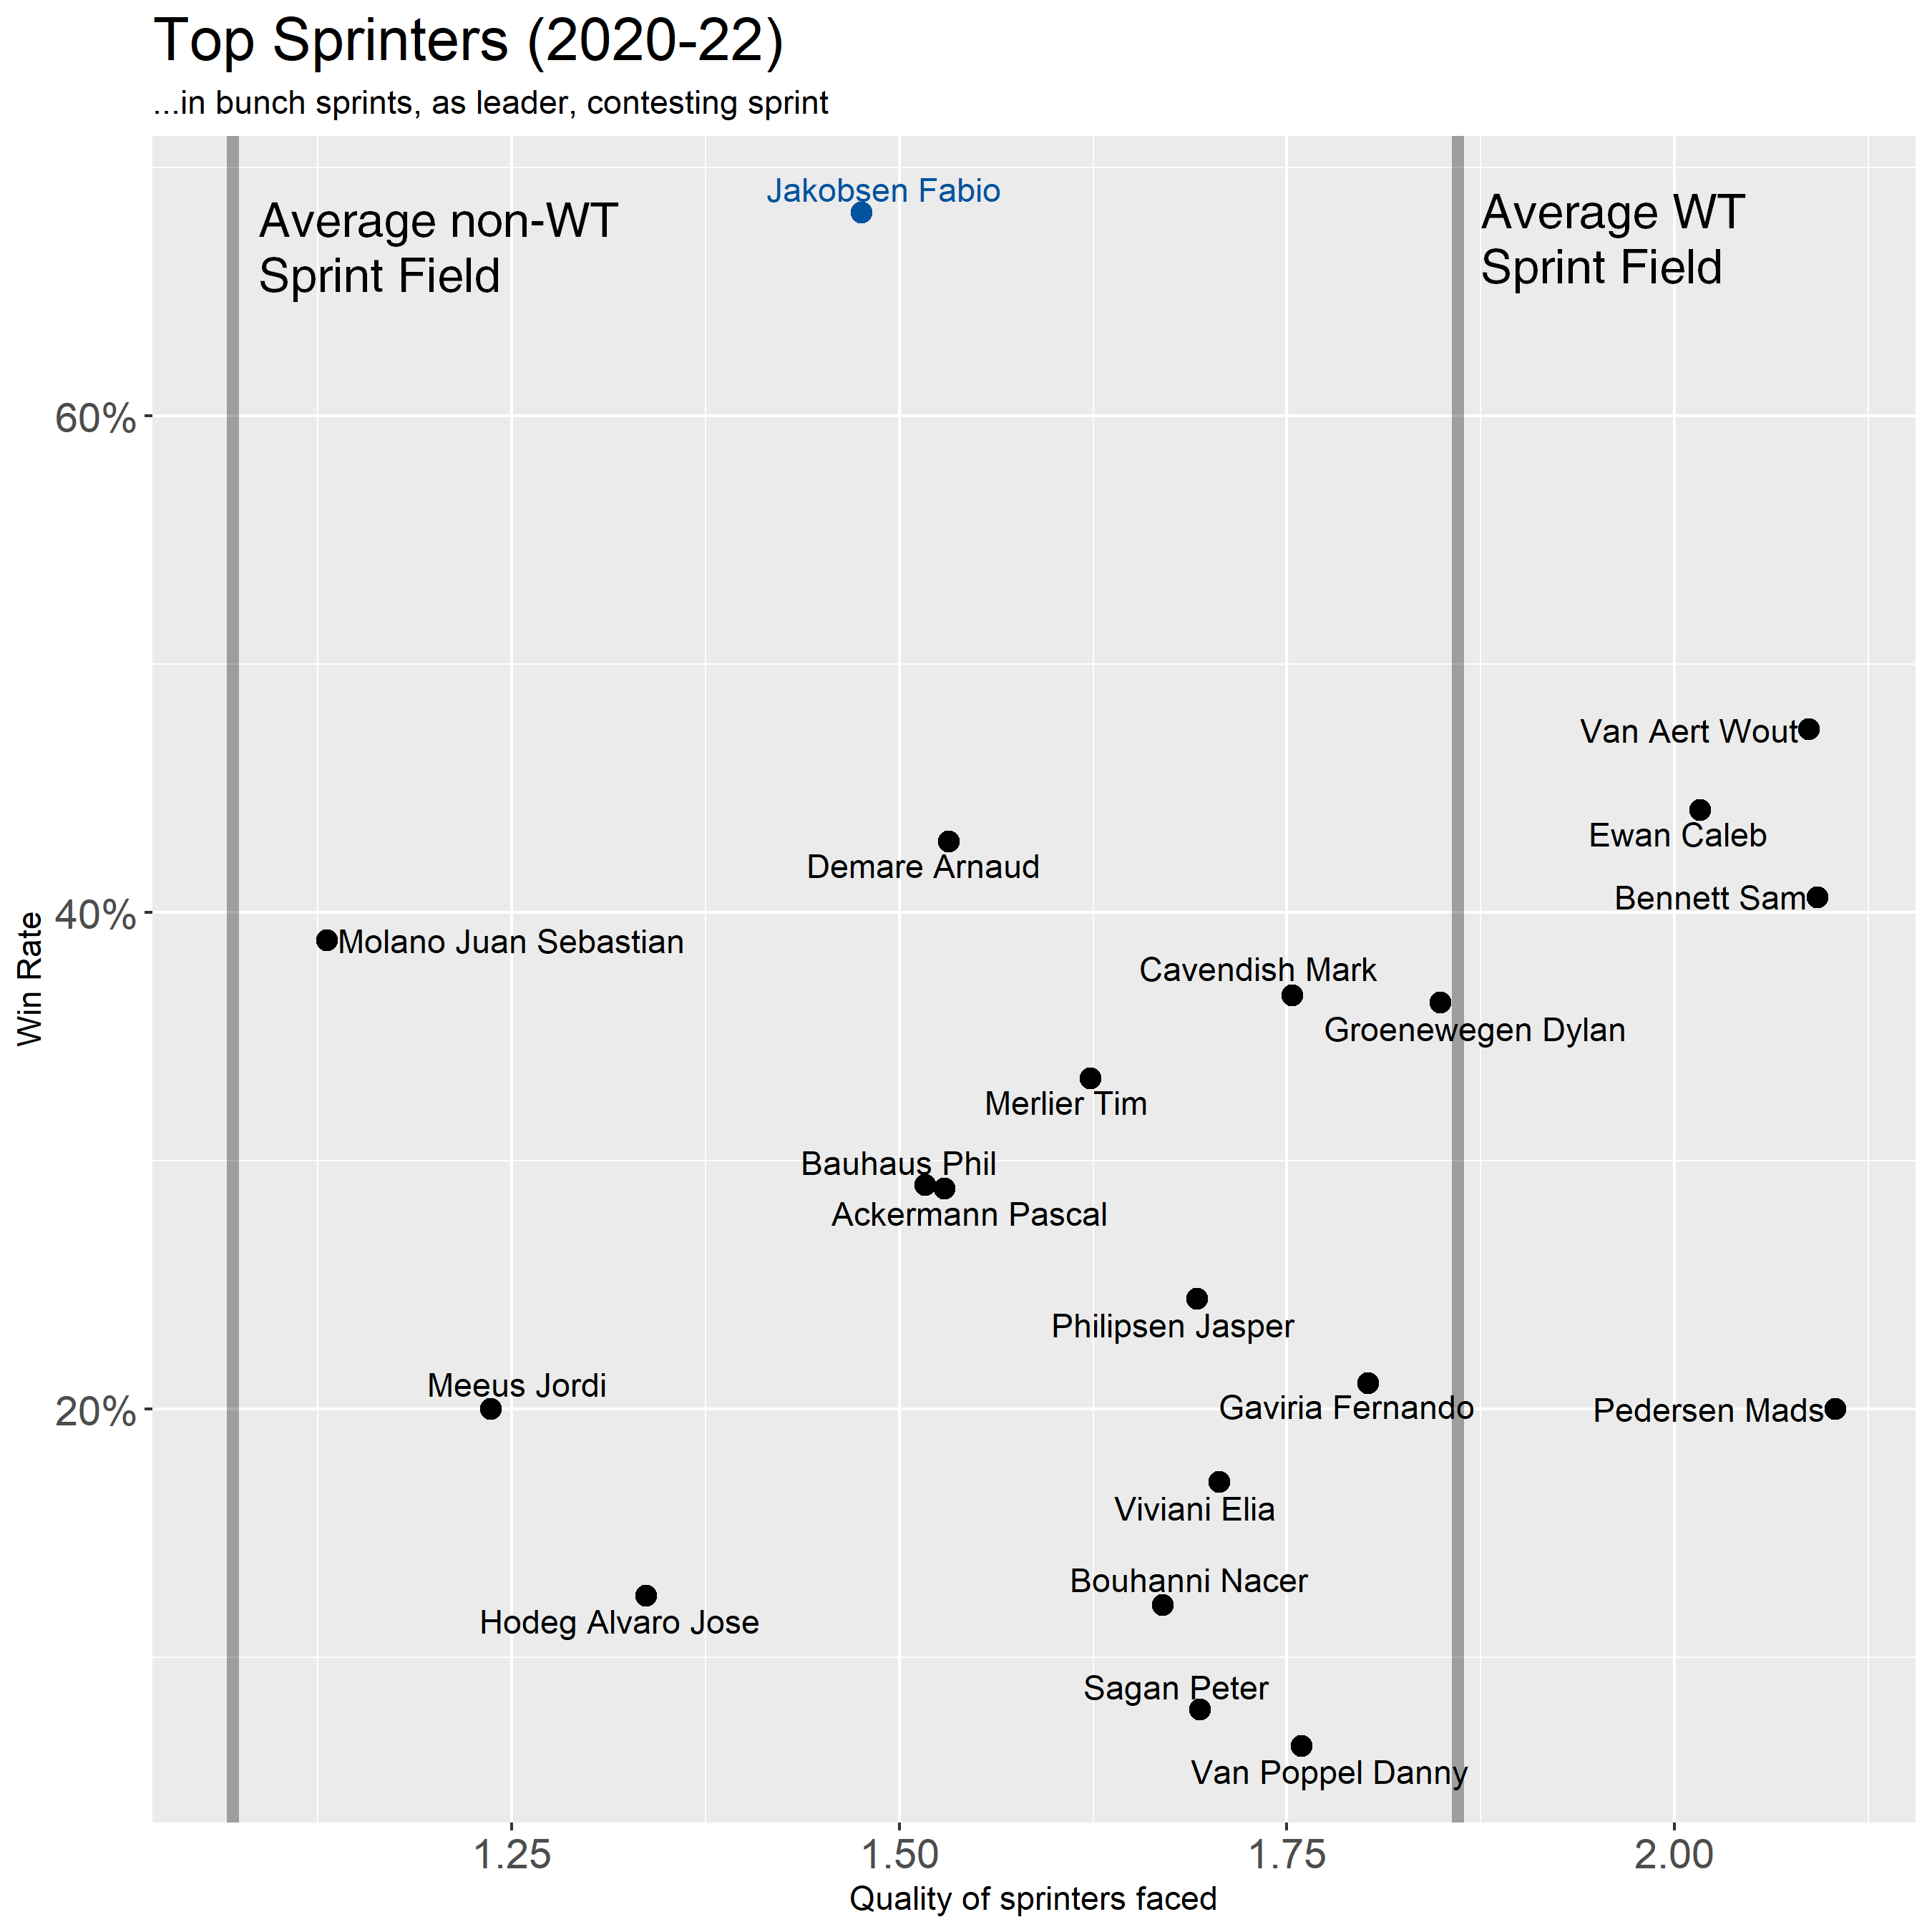 Top Sprinters (2020-22)
...in bunch sprints, as leader, contesting sprint
Jakobsen Fabio
Average non-WT
Sprint Field
Average WT
Sprint Field
60%
Van Aert Wout
Ewan Caleb
Demare Arnaud
Bennett Sam
40%
Molano Juan Sebastian
Cavendish Mark
Groenewegen Dylan
Win Rate
Merlier Tim
Bauhaus Phil
Ackermann Pascal
Philipsen Jasper
Meeus Jordi
Gaviria Fernando
20%
Pedersen Mads
Viviani Elia
Bouhanni Nacer
Hodeg Alvaro Jose
Sagan Peter
Van Poppel Danny
1.25
1.50
1.75
2.00
Quality of sprinters faced